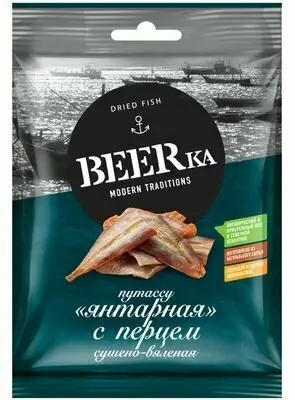 DRIED FISH
BEERKA
MODERN TRADITIONS
путассу
«янтарная»
с перцем
сушено-вяленая